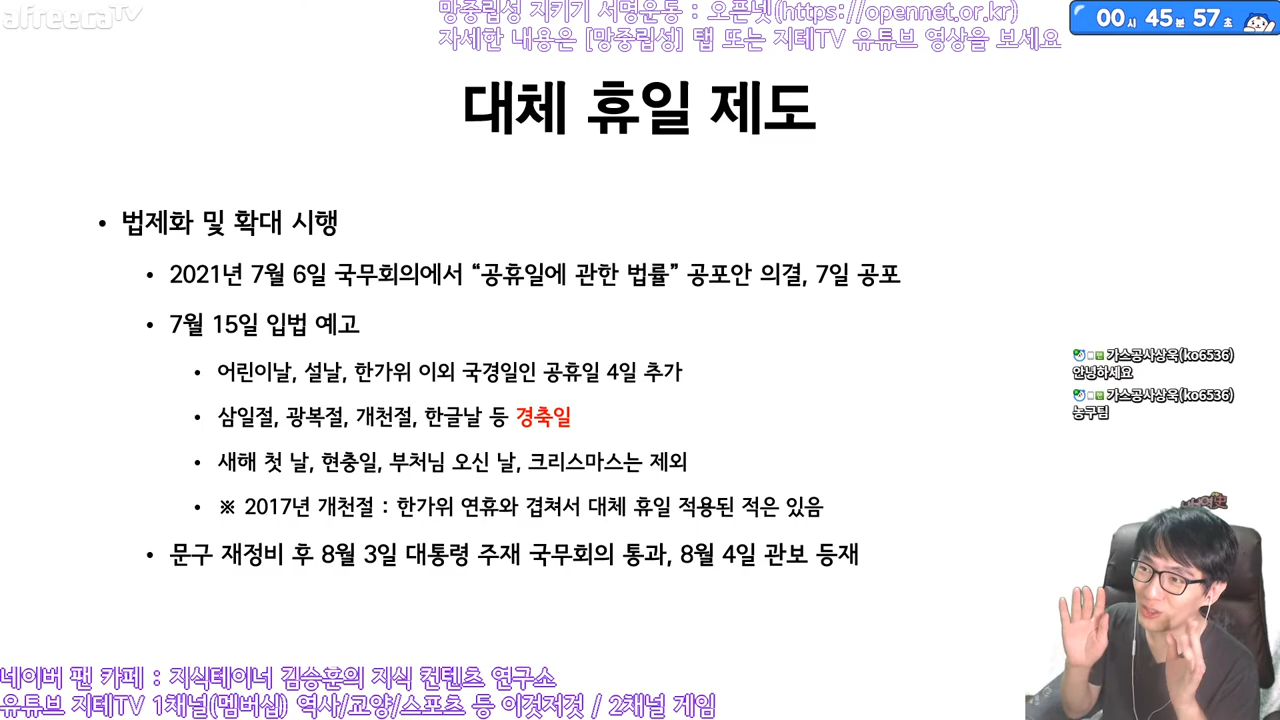 afreecaTV
망중립성 지키기 서명운동 : 오픈넷(https://opennet.or.kr)
자세한 내용은 [망중립성] 탭 또는 지테TV 유튜브 영상을 보세요
00시 45분 57초
대체 휴일 제도
• 법제화 및 확대 시행
• 2021년 7월 6일 국무회의에서 “공휴일에 관한 법률” 공포안 의결, 7일 공포
• 7월 15일 입법 예고
• 어린이날, 설날, 한가위 이외 국경일인 공휴일 4일 추가
• 삼일절, 광복절, 개천절, 한글날 등 경축일
• 새해 첫 날, 현충일, 부처님 오신 날, 크리스마스는 제외
• ※ 2017년 개천절 : 한가위 연휴와 겹쳐서 대체 휴일 적용된 적은 있음
• 문구 재정비 후 8월 3일 대통령 주재 국무회의 통과, 8월 4일 관보 등재
가스공사상욱(ko6536)
안녕하세요
가스공사상욱(ko6536)
농구팀
네이버 팬 카페 : 지식테이너 김승훈의 지식 컨텐츠 연구소
유튜브 지테TV 1채널(멤버십) 역사/교양/스포츠 등 이것저것 / 2채널 게임